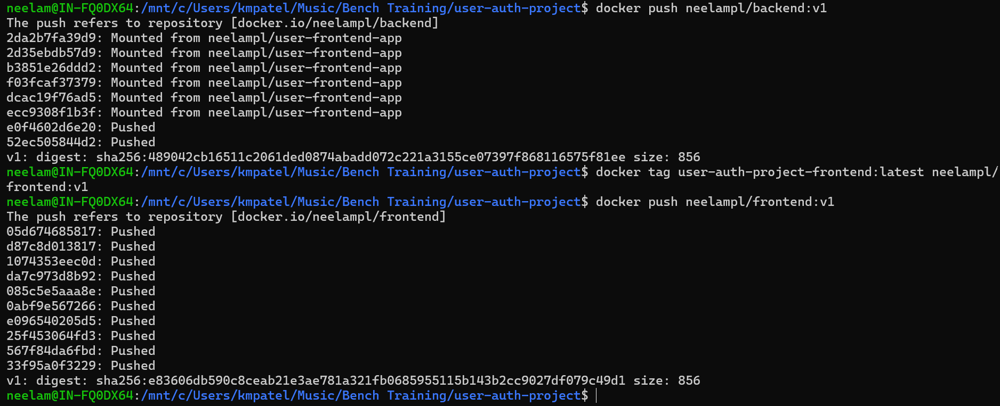 neelam@IN-FQ0DX64:/mnt/c/Users/kmpatel/Music/Bench Training/user-auth-project$ docker push neelampl/backend:v1
The push refers to repository [docker.io/neelampl/backend]
2da2b7fa39d9: Mounted from neelampl/user-frontend-app
2d35ebdb57d9: Mounted from neelampl/user-frontend-app
b3851e26ddd2: Mounted from neelampl/user-frontend-app
f03fcaf37379: Mounted from neelampl/user-frontend-app
dcac19f76ad5: Mounted from neelampl/user-frontend-app
ecc9308f1b3f: Mounted from neelampl/user-frontend-app
e0f4602d6e20: Pushed
52ec505844d2: Pushed
v1: digest: sha256:489042cb16511c2061ded0874abadd072c221a3155ce07397f868116575f81ee size: 856
neelam@IN-FQ0DX64:/mnt/c/Users/kmpatel/Music/Bench Training/user-auth-project$ docker tag user-auth-project-frontend:latest neelampl/
frontend:v1
neelam@IN-FQ0DX64:/mnt/c/Users/kmpatel/Music/Bench Training/user-auth-project$ docker push neelampl/frontend:v1
The push refers to repository [docker.io/neelampl/frontend]
05d674685817: Pushed
d87c8d013817: Pushed
1074353eec0d: Pushed
da7c973d8b92: Pushed
085c5e5aaa8e: Pushed
0abf9e567266: Pushed
e096540205d5: Pushed
25f453064fd3: Pushed
567f84da6fbd: Pushed
33f95a0f3229: Pushed
v1: digest: sha256:e83606db590c8ceab21e3ae781a321fb0685955115b143b2cc9027df079c49d1 size: 856
neelam@IN-FQ0DX64:/mnt/c/Users/kmpatel/Music/Bench Training/user-auth-project$